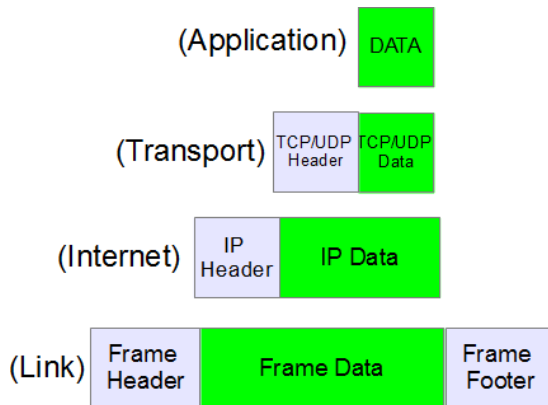 (Application)
DATA
(Transport)
TCP/UDP
Header
TCP/UDP
Data
(Internet)
IP
Header
IP Data
(Link)
Frame
Header
Frame Data
Frame
Footer